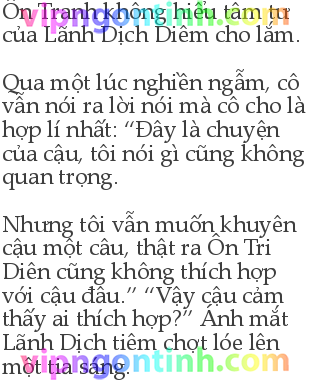 Ôn Tranh không hiểu tâm tư
của Lãnh Dịch Diêm cho lắm.
Qua một lúc nghiền ngẫm, cô
vẫn nói ra lời nói mà cô cho là
hợp lí nhất: “Đây là chuyện
của cậu, tôi nói gì cũng không
quan trọng.
Nhưng tôi vẫn muốn khuyên
cậu một câu, thật ra Ôn Tri
Diên cũng không thích hợp
với cậu đâu.” “Vậy cậu cảm
thấy ai thích hợp?” Ánh mắt
Lãnh Dịch tiêm chợt lóe lên
vipngontinh.com
một tia sáng.